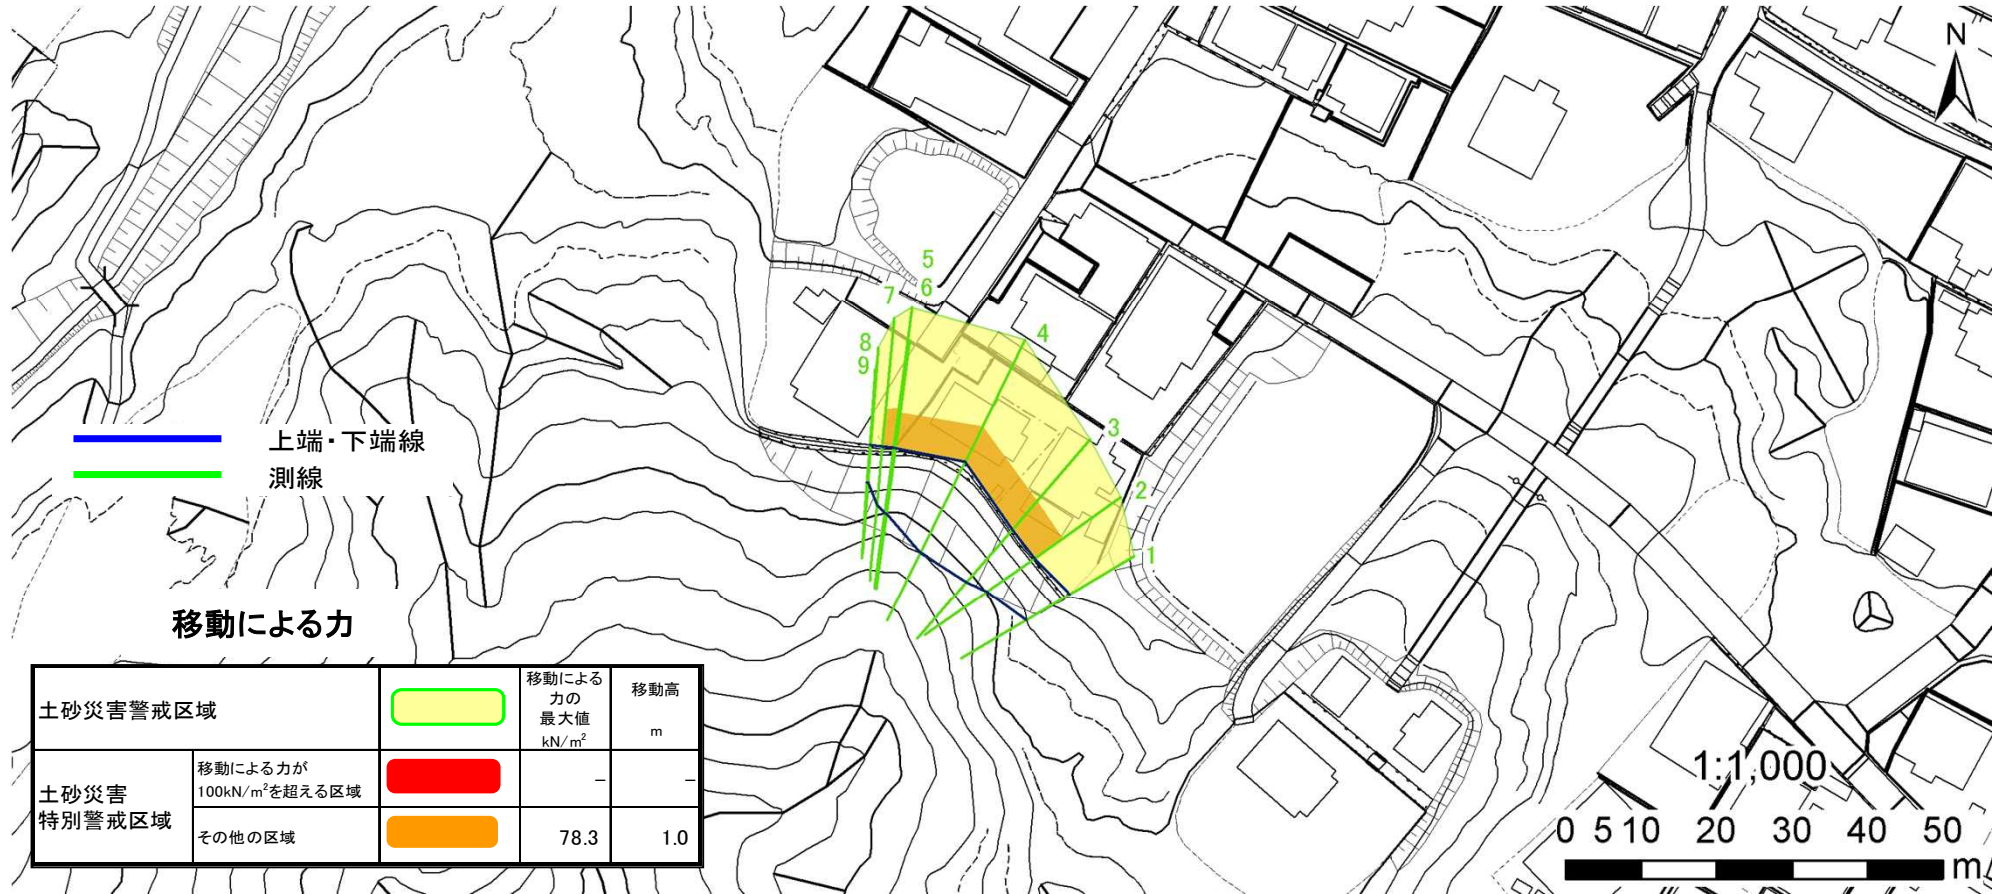 N
5
6
7
4
8
9
3
2
1
上端・下端線
測線
移動による力
移動による
力の
最大値
kN/m²
移動高
m
土砂災害警戒区域
土砂災害
特別警戒区域
移動による力が
100kN/m²を超える区域
–
–
その他の区域
78.3
1.0
1:1,000
0 5 10 20 30 40 50
m